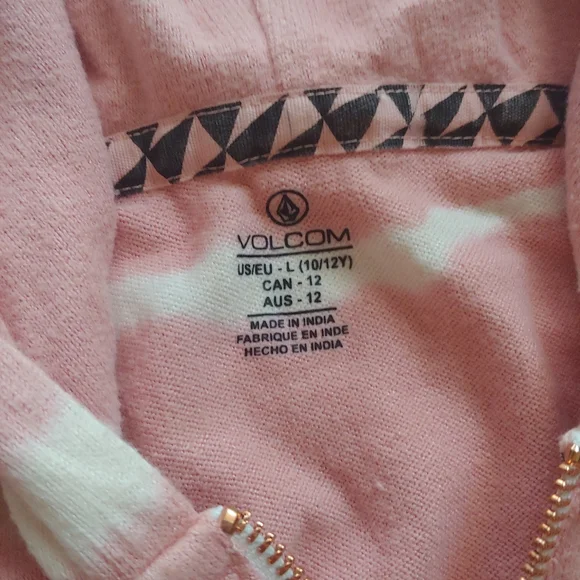 VOLCOM
US/EU - L (10/12Y)
CAN - 12
AUS - 12
MADE IN INDIA
FABRIQUE EN INDE
HECHO EN INDIA